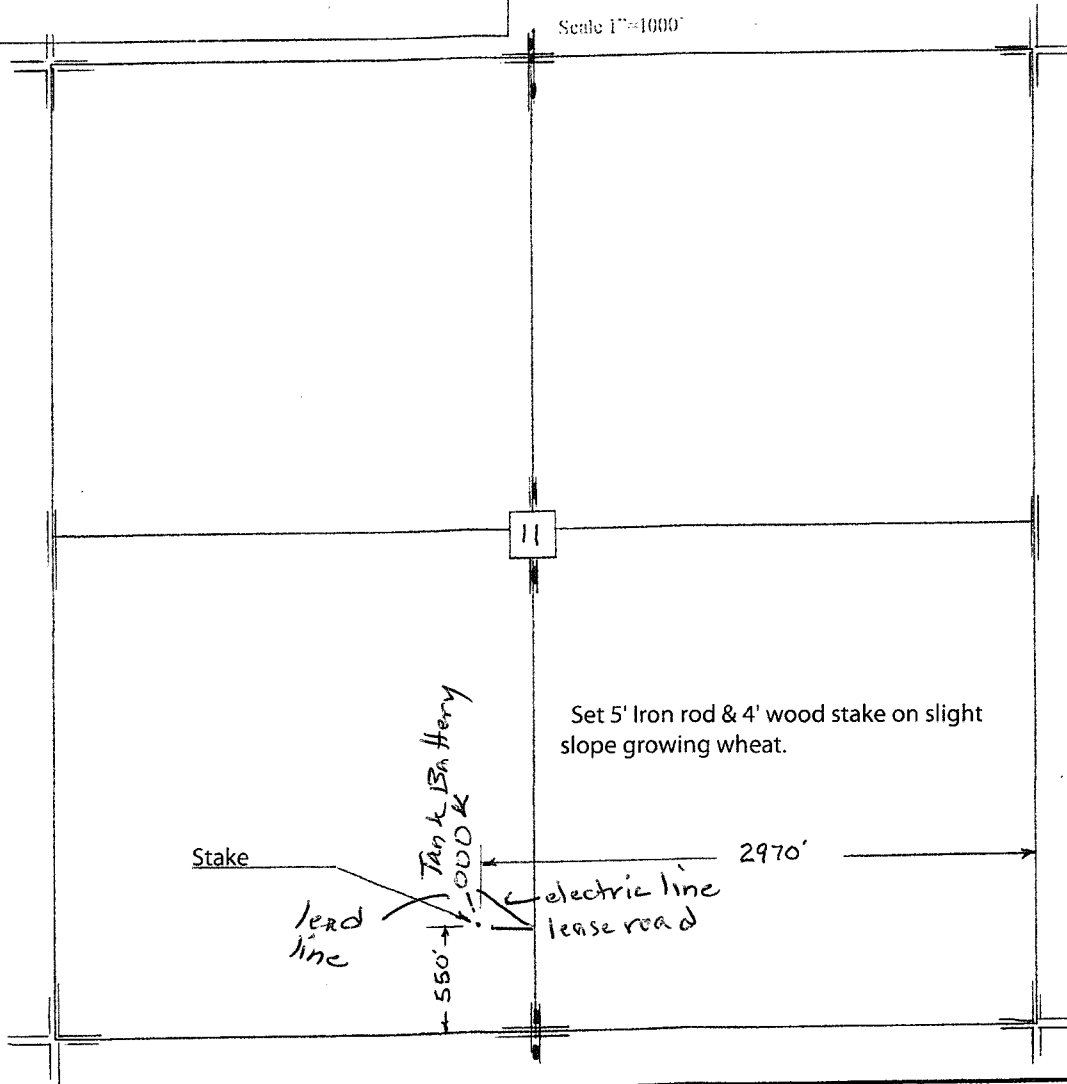 Scale 1"=1000'
11
Set 5' Iron rod & 4' wood stake on slight
slope growing wheat.
Tank Battery
Stake
2970'
electric line
lead
line
lease road
550'